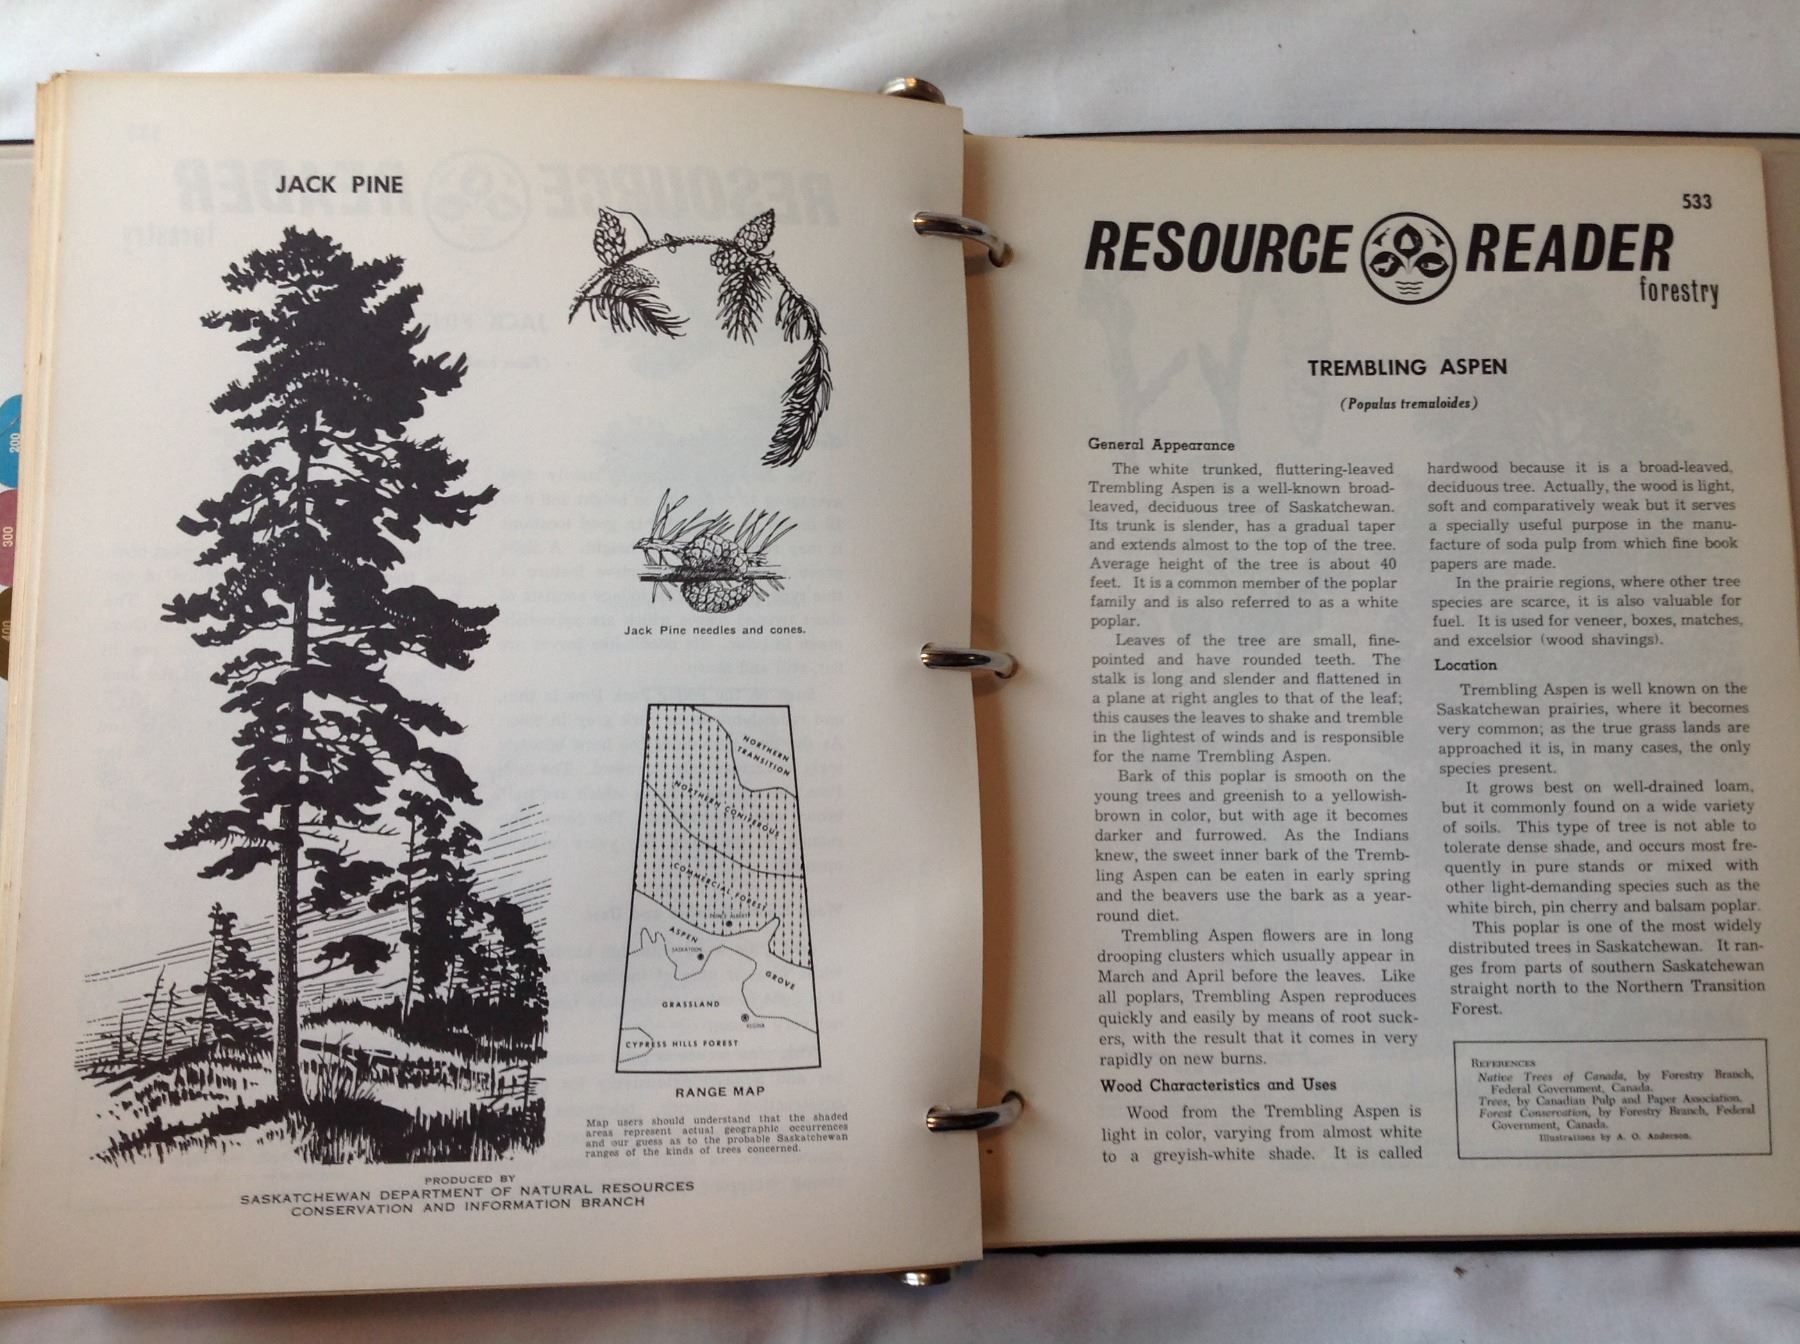 JACK PINE
Jack Pine needles and cones.
NORTHERN
TRANSITION
NORTHERN CONIFEROUS
COMMERCIAL FOREST
PRINCE ALBERT
ASPEN
SASKATOON
GROVE
GRASSLAND
REGINA
CYPRESS HILLS FOREST
RANGE MAP
Map users should understand that the shaded
areas represent actual geographic occurrences
and our guess as to the probable Saskatchewan
ranges of the kinds of trees concerned.
PRODUCED BY
SASKATCHEWAN DEPARTMENT OF NATURAL RESOURCES
CONSERVATION AND INFORMATION BRANCH
200
300
400
533
RESOURCE READER
forestry
TREMBLING ASPEN
(Populus tremuloides)
General Appearance
The white trunked, fluttering-leaved
Trembling Aspen is a well-known broad-
leaved, deciduous tree of Saskatchewan.
Its trunk is slender, has a gradual taper
and extends almost to the top of the tree.
Average height of the tree is about 40
feet. It is a common member of the poplar
family and is also referred to as a white
poplar.
Leaves of the tree are small, fine-
pointed and have rounded teeth. The
stalk is long and slender and flattened in
a plane at right angles to that of the leaf;
this causes the leaves to shake and tremble
in the lightest of winds and is responsible
for the name Trembling Aspen.
Bark of this poplar is smooth on the
young trees and greenish to a yellowish-
brown in color, but with age it becomes
darker and furrowed. As the Indians
knew, the sweet inner bark of the Tremb-
ling Aspen can be eaten in early spring
and the beavers use the bark as a year-
round diet.
Trembling Aspen flowers are in long
drooping clusters which usually appear in
March and April before the leaves. Like
all poplars, Trembling Aspen reproduces
quickly and easily by means of root suck-
ers, with the result that it comes in very
rapidly on new burns.
Wood Characteristics and Uses
Wood from the Trembling Aspen is
light in color, varying from almost white
to a greyish-white shade. It is called
hardwood because it is a broad-leaved,
deciduous tree. Actually, the wood is light,
soft and comparatively weak but it serves
a specially useful purpose in the manu-
facture of soda pulp from which fine book
papers are made.
In the prairie regions, where other tree
species are scarce, it is also valuable for
fuel. It is used for veneer, boxes, matches,
and excelsior (wood shavings).
Location
Trembling Aspen is well known on the
Saskatchewan prairies, where it becomes
very common; as the true grass lands are
approached it is, in many cases, the only
species present.
It grows best on well-drained loam,
but it commonly found on a wide variety
of soils. This type of tree is not able to
tolerate dense shade, and occurs most fre-
quently in pure stands or mixed with
other light-demanding species such as the
white birch, pin cherry and balsam poplar.
This poplar is one of the most widely
distributed trees in Saskatchewan. It ran-
ges from parts of southern Saskatchewan
straight north to the Northern Transition
Forest.
REFERENCES
Native Trees of Canada, by Forestry Branch,
Federal Government, Canada.
Trees, by Canadian Pulp and Paper Association.
Forest Conservation, by Forestry Branch, Federal
Government, Canada.
Illustrations by A. O. Anderson.